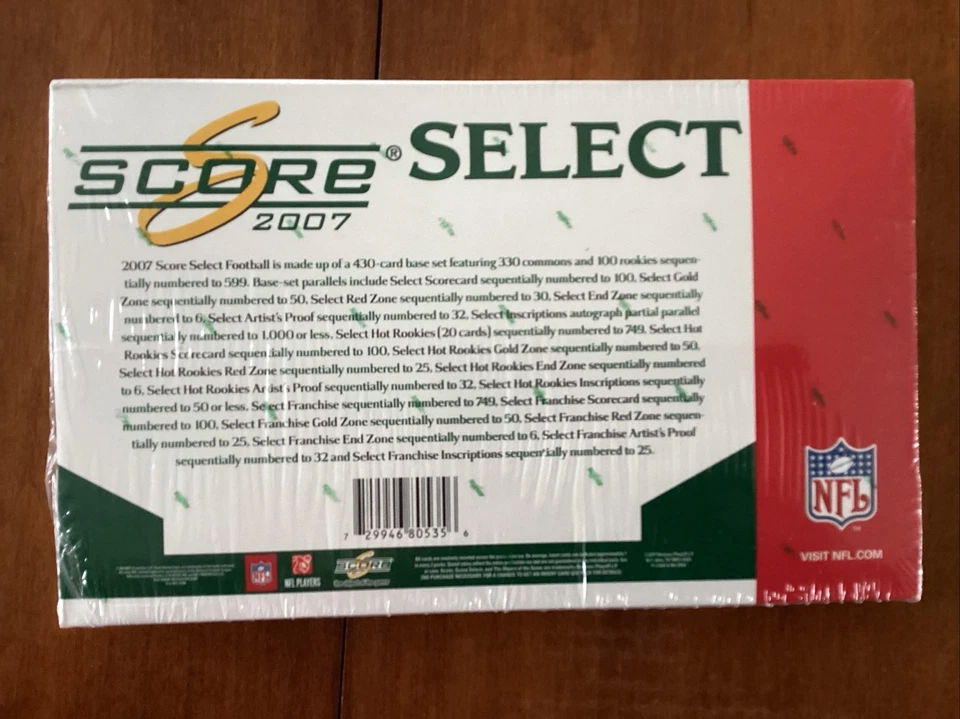 SCORE® SELECT
2007
2007 Score Select Football is made up of a 430-card base set featuring 330 commons and 100 rookies sequen-
tially numbered to 599. Base-set parallels include Select Scorecard sequentially numbered to 100, Select Gold
Zone sequentially numbered to 50, Select Red Zone sequentially numbered to 30, Select End Zone sequentially
numbered to 6, Select Artist's Proof sequentially numbered to 32, Select Inscriptions autograph partial parallel
sequentially numbered to 1,000 or less, Select Hot Rookies (20 cards) sequentially numbered to 749, Select Hot
Rookies Scorecard sequentially numbered to 100, Select Hot Rookies Gold Zone sequentially numbered to 50,
Select Hot Rookies Red Zone sequentially numbered to 25, Select Hot Rookies End Zone sequentially numbered
to 6, Select Hot Rookies Artist's Proof sequentially numbered to 32, Select Hot Rookies Inscriptions sequentially
numbered to 50 or less, Select Franchise sequentially numbered to 749, Select Franchise Scorecard sequentially
numbered to 100, Select Franchise Gold Zone sequentially numbered to 50, Select Franchise Red Zone sequen-
tially numbered to 25, Select Franchise End Zone sequentially numbered to 6, Select Franchise Artist's Proof
sequentially numbered to 32 and Select Franchise Inscriptions sequentially numbered to 25.
7 29946 80535 6
NFL
VISIT NFL.COM
NFL
NFL PLAYERS
SCORE